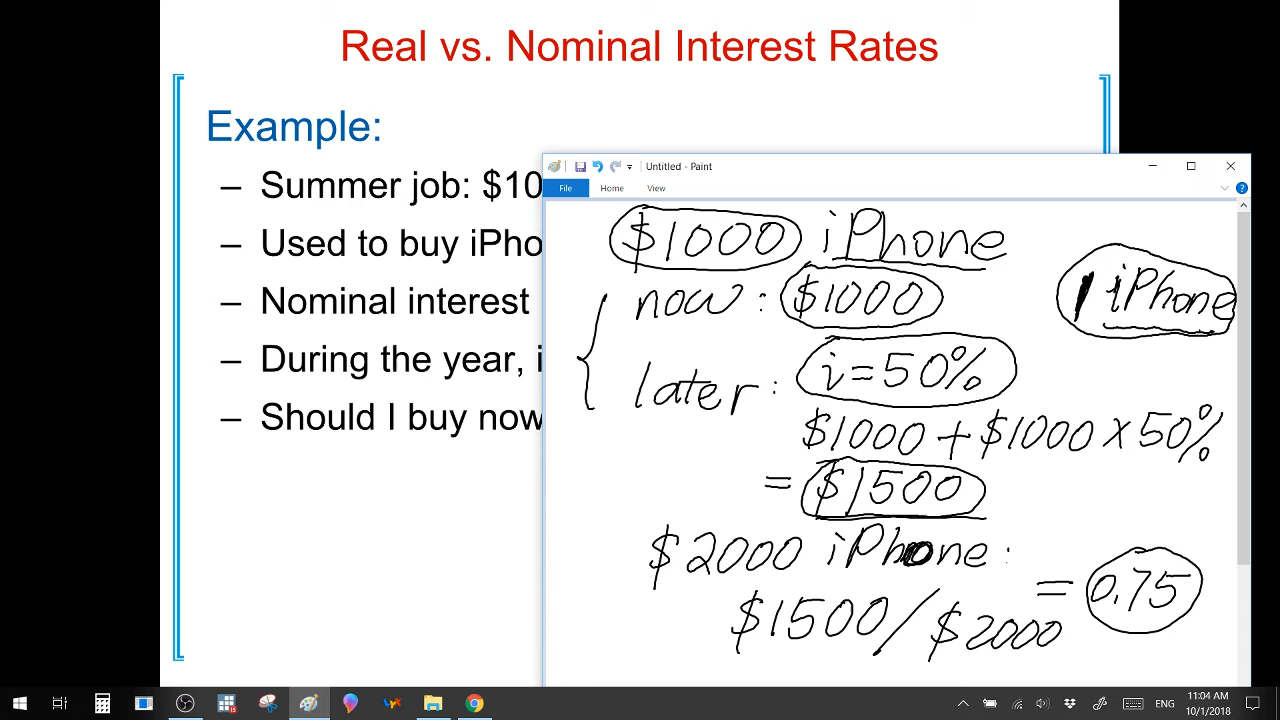 Real vs. Nominal Interest Rates
Example:
– Summer job: $10
– Used to buy iPho
– Nominal interest
– During the year, i
– Should I buy now
Untitled - Paint
File Home View
$1000 iPhone
1 iPhone
now: $1000
later: i=50%
$1000 + $1000 x 50%
= $1500
$2000 iPhone:
$1500/$2000 = 0.75
ENG
11:04 AM
10/1/2018